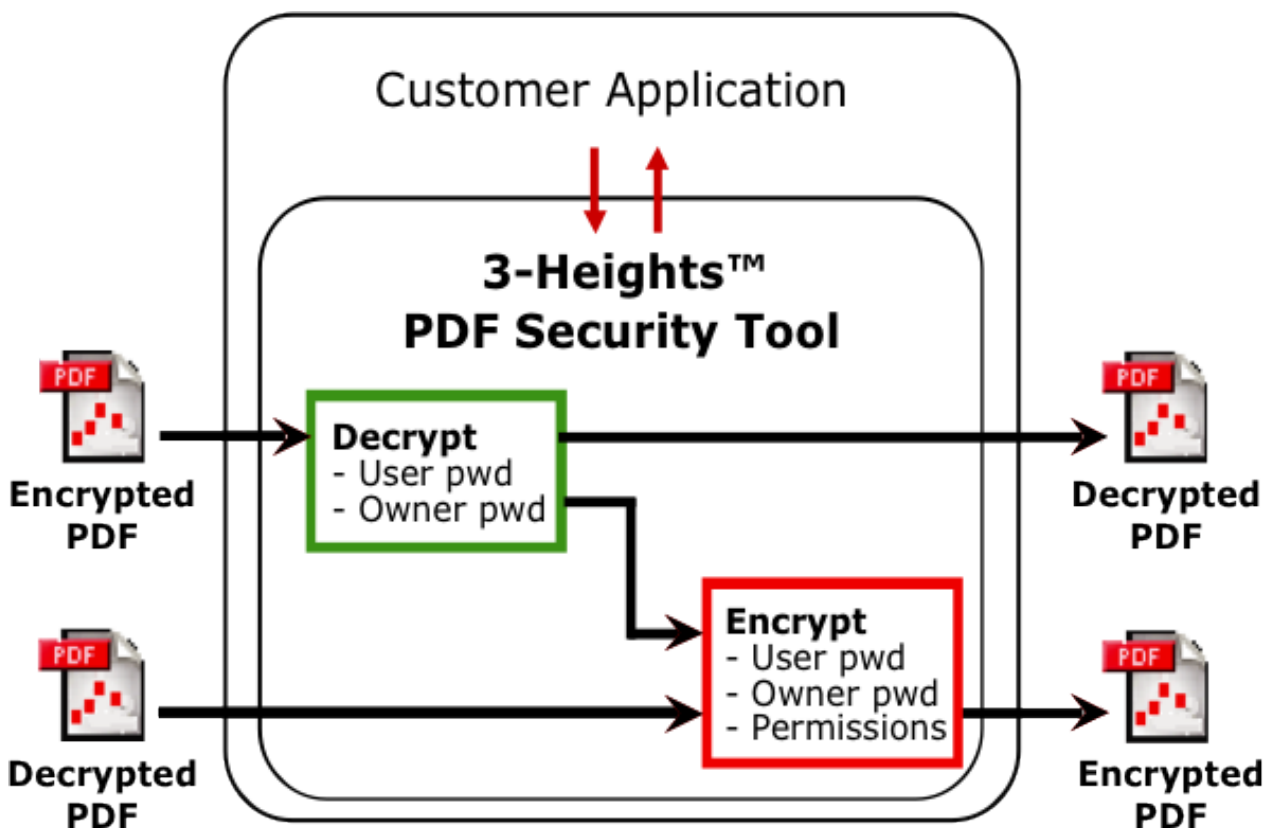 Customer Application
3-Heights™
PDF Security Tool
PDF
Encrypted
PDF
Decrypt
- User pwd
- Owner pwd
PDF
Decrypted
PDF
PDF
Decrypted
PDF
Encrypt
- User pwd
- Owner pwd
- Permissions
PDF
Encrypted
PDF